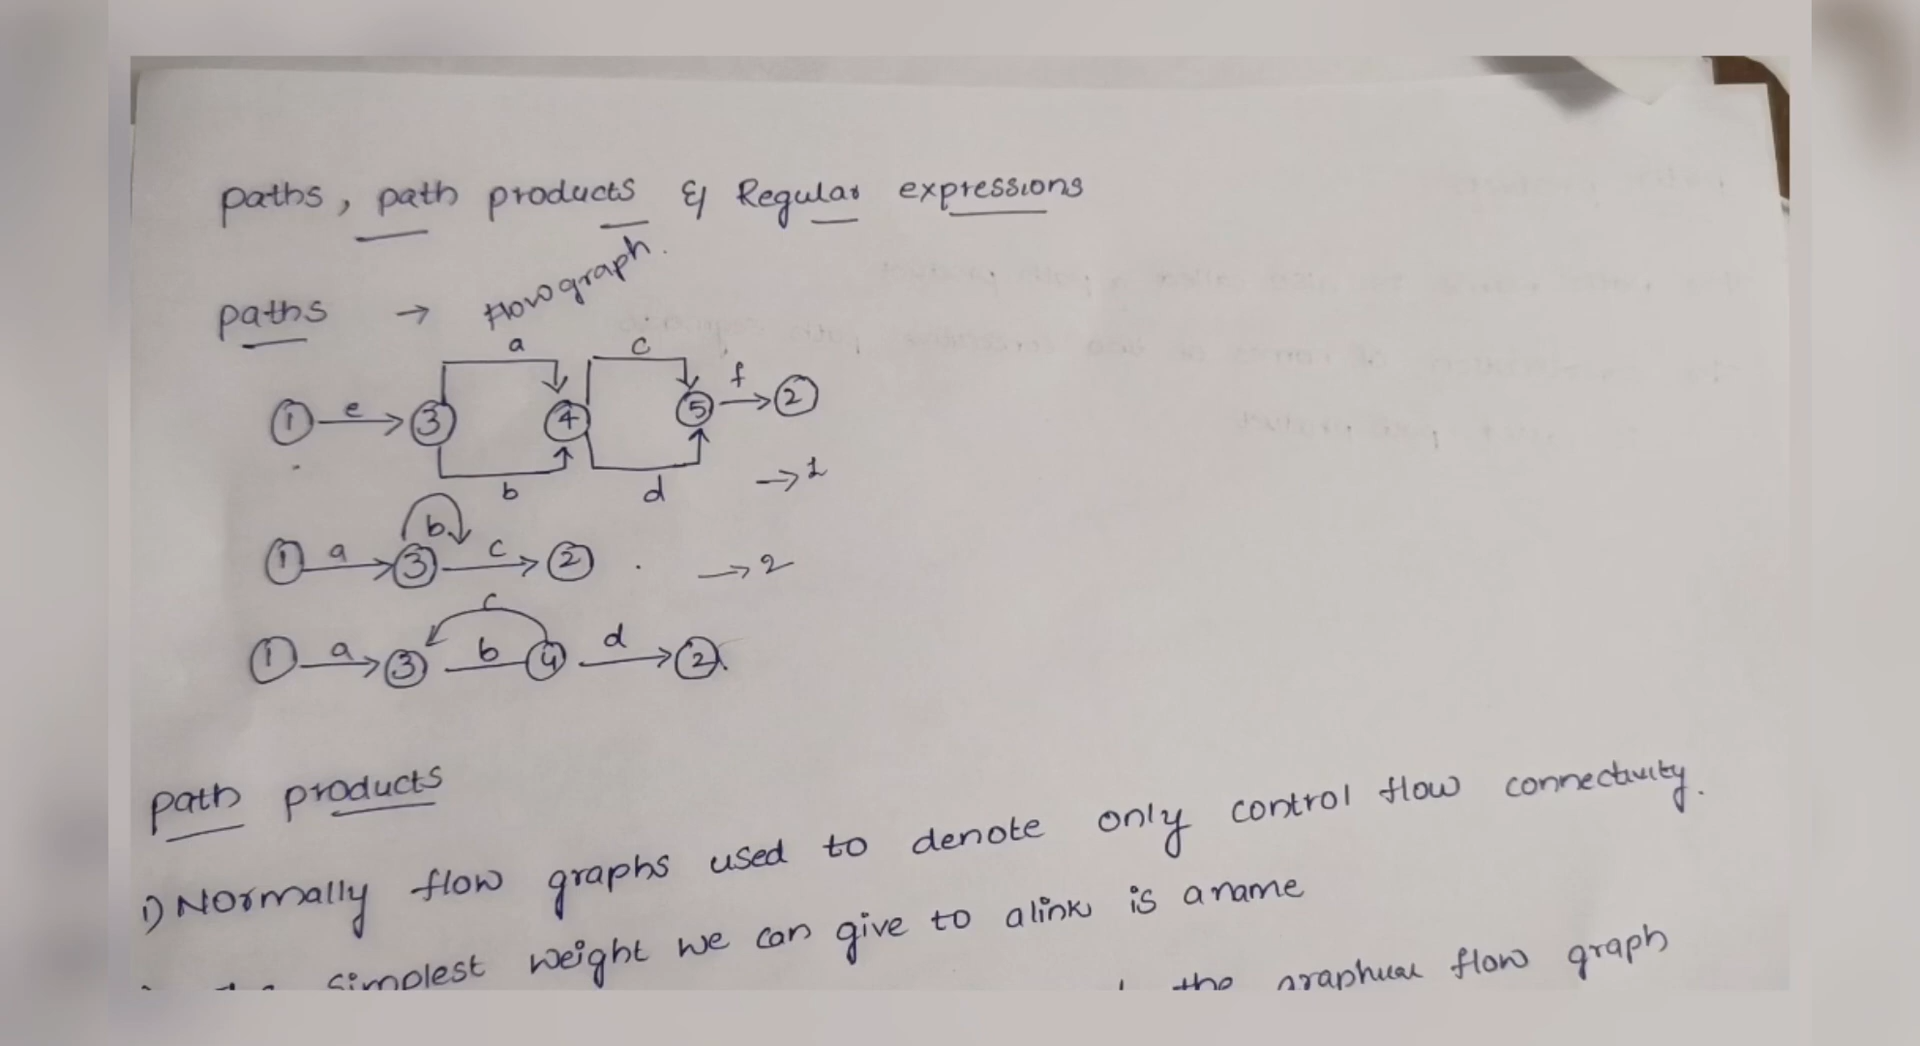 paths, path products & Regular expressions
paths → flowgraph.
a c
1 e 3 4 5 f 2
b d → 1
b
1 a 3 c 2 . → 2
c
1 a 3 b 4 d 2
path products
1) Normally flow graphs used to denote only control flow connectivity.
simplest weight we can give to a link is a name
the graphical flow graph